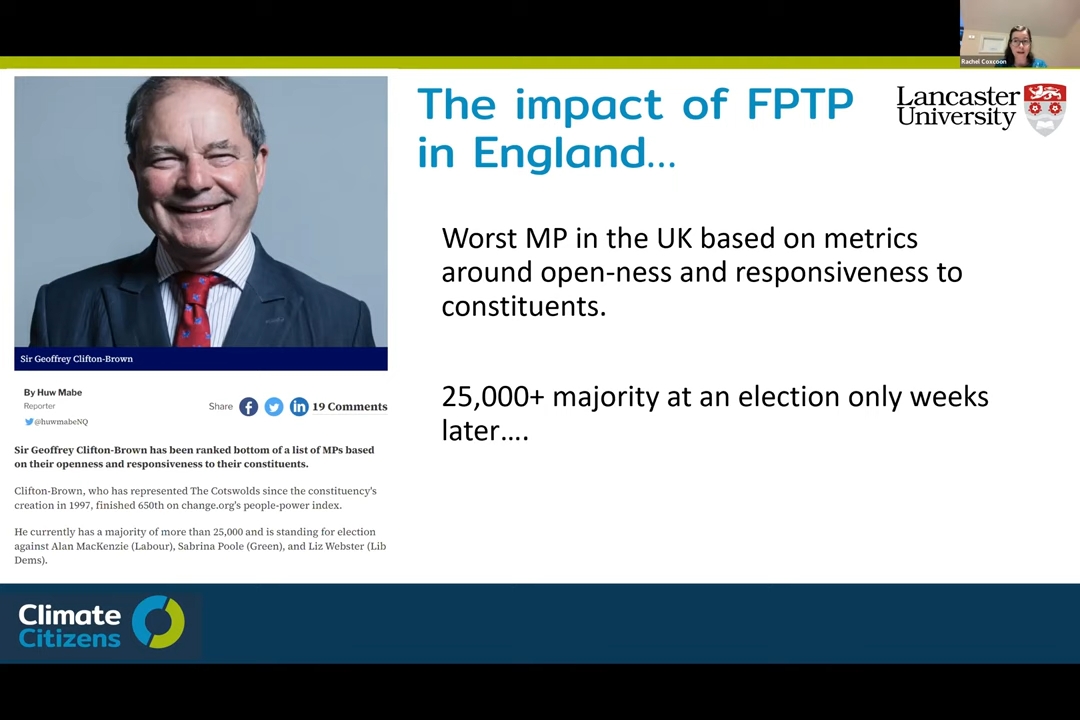 Rachel Coxcoon
The impact of FPTP
in England...
Lancaster
University
Worst MP in the UK based on metrics
around open-ness and responsiveness to
constituents.
25,000+ majority at an election only weeks
later....
Sir Geoffrey Clifton-Brown
By Huw Mabe
Reporter
@huwmabeNQ
Share
19 Comments
Sir Geoffrey Clifton-Brown has been ranked bottom of a list of MPs based
on their openness and responsiveness to their constituents.
Clifton-Brown, who has represented The Cotswolds since the constituency's
creation in 1997, finished 650th on change.org's people-power index.
He currently has a majority of more than 25,000 and is standing for election
against Alan MacKenzie (Labour), Sabrina Poole (Green), and Liz Webster (Lib
Dems).
Climate
Citizens